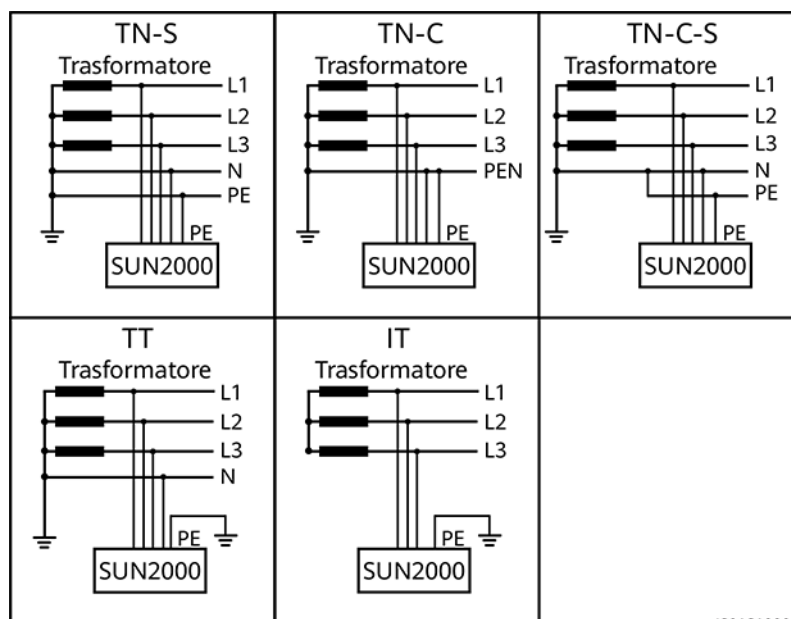 TN-S
Trasformatore
L1
L2
L3
N
PE
PE
SUN2000
TN-C
Trasformatore
L1
L2
L3
PEN
PE
SUN2000
TN-C-S
Trasformatore
L1
L2
L3
N
PE
PE
SUN2000
TT
Trasformatore
L1
L2
L3
N
PE
SUN2000
IT
Trasformatore
L1
L2
L3
PE
SUN2000